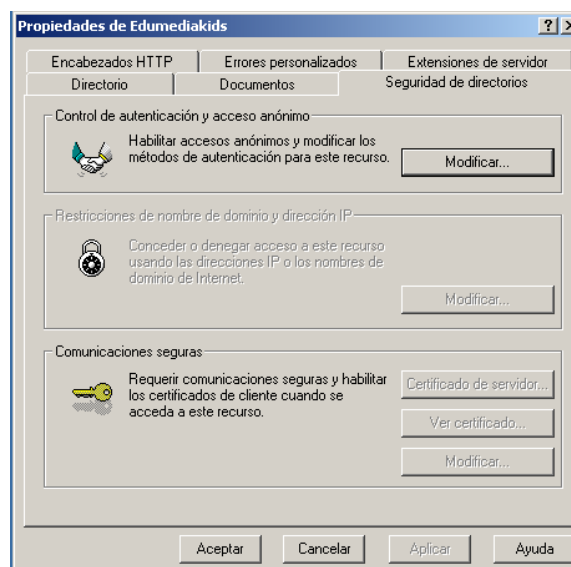 Propiedades de Edumediakids
Encabezados HTTP
Errores personalizados
Extensiones de servidor
Directorio
Documentos
Seguridad de directorios
Control de autenticación y acceso anónimo
Habilitar accesos anónimos y modificar los
métodos de autenticación para este recurso.
Modificar...
Restricciones de nombre de dominio y dirección IP
Conceder o denegar acceso a este recurso
usando las direcciones IP o los nombres de
dominio de Internet.
Modificar...
Comunicaciones seguras
Requerir comunicaciones seguras y habilitar
los certificados de cliente cuando se
acceda a este recurso.
Certificado de servidor...
Ver certificado...
Modificar...
Aceptar
Cancelar
Aplicar
Ayuda